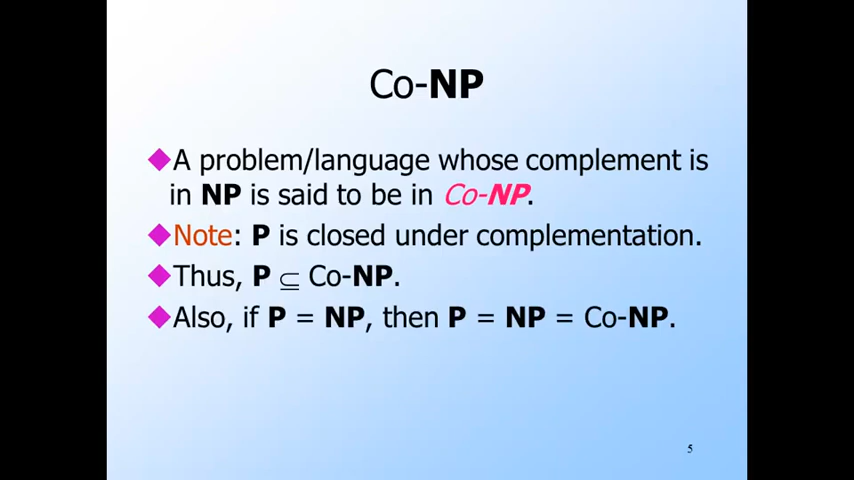 Co-NP
◆A problem/language whose complement is
in NP is said to be in Co-NP.
◆Note: P is closed under complementation.
◆Thus, P ⊆ Co-NP.
◆Also, if P = NP, then P = NP = Co-NP.
5